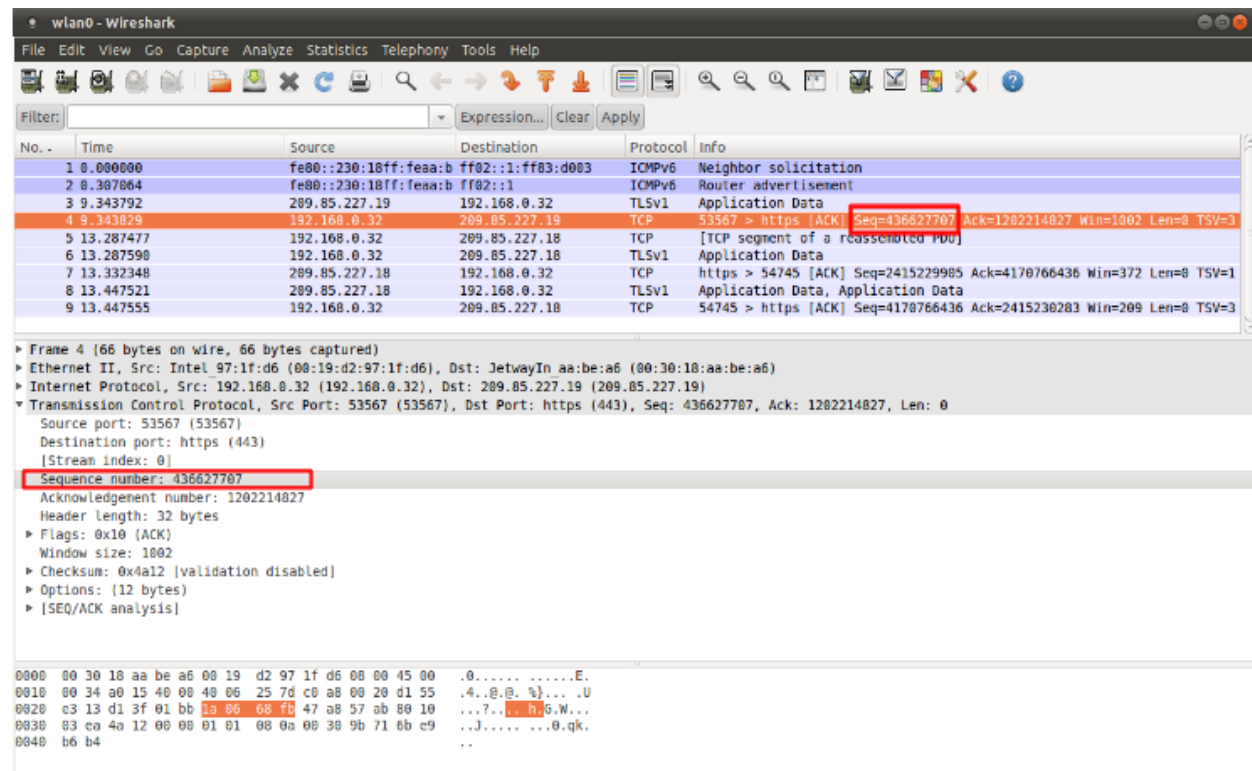 wlan0 - Wireshark
File Edit View Go Capture Analyze Statistics Telephony Tools Help
Filter: Expression... Clear Apply
No. . Time Source Destination Protocol Info
1 0.000000 fe80::230:18ff:feaa:b ff02::1:ff83:d003 ICMPv6 Neighbor solicitation
2 0.307064 fe80::230:18ff:feaa:b ff02::1 ICMPv6 Router advertisement
3 9.343792 209.85.227.19 192.168.0.32 TLSv1 Application Data
4 9.343829 192.168.0.32 209.85.227.19 TCP 53567 > https [ACK] Seq=436627707 Ack=1202214827 Win=1002 Len=0 TSV=3
5 13.287477 192.168.0.32 209.85.227.18 TCP [TCP segment of a reassembled PDU]
6 13.287590 192.168.0.32 209.85.227.18 TLSv1 Application Data
7 13.332348 209.85.227.18 192.168.0.32 TCP https > 54745 [ACK] Seq=2415229905 Ack=4170766436 Win=372 Len=0 TSV=1
8 13.447521 209.85.227.18 192.168.0.32 TLSv1 Application Data, Application Data
9 13.447555 192.168.0.32 209.85.227.18 TCP 54745 > https [ACK] Seq=4170766436 Ack=2415230283 Win=209 Len=0 TSV=3
Frame 4 (66 bytes on wire, 66 bytes captured)
Ethernet II, Src: Intel_97:1f:d6 (00:19:d2:97:1f:d6), Dst: JetwayIn_aa:be:a6 (00:30:18:aa:be:a6)
Internet Protocol, Src: 192.168.0.32 (192.168.0.32), Dst: 209.85.227.19 (209.85.227.19)
Transmission Control Protocol, Src Port: 53567 (53567), Dst Port: https (443), Seq: 436627707, Ack: 1202214827, Len: 0
Source port: 53567 (53567)
Destination port: https (443)
[Stream index: 0]
Sequence number: 436627707
Acknowledgement number: 1202214827
Header length: 32 bytes
Flags: 0x10 (ACK)
Window size: 1002
Checksum: 0x4a12 [validation disabled]
Options: (12 bytes)
[SEQ/ACK analysis]
0000 00 30 18 aa be a6 00 19 d2 97 1f d6 08 00 45 00 .0...... ......E.
0010 00 34 a0 15 40 00 40 06 25 7d c0 a8 00 20 d1 55 .4..@.@. %}... .U
0020 e3 13 d1 3f 01 bb 1a 06 68 fb 47 a8 57 ab 80 10 ...?.... h.G.W...
0030 03 ea 4a 12 00 00 01 01 08 0a 00 30 9b 71 6b e9 ..J..... ...0.qk.
0040 b6 b4 ..